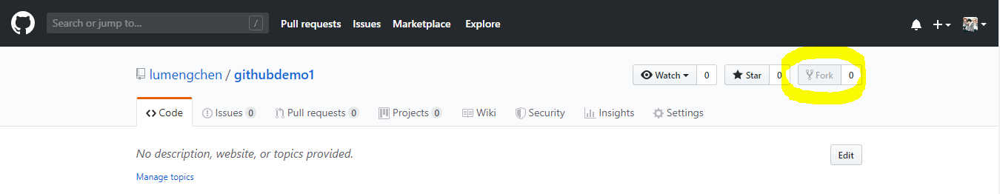 Search or jump to... / Pull requests Issues Marketplace Explore
lumengchen / githubdemo1 Watch 0 Star 0 Fork 0
Code Issues 0 Pull requests 0 Projects 0 Wiki Security Insights Settings
No description, website, or topics provided. Edit
Manage topics